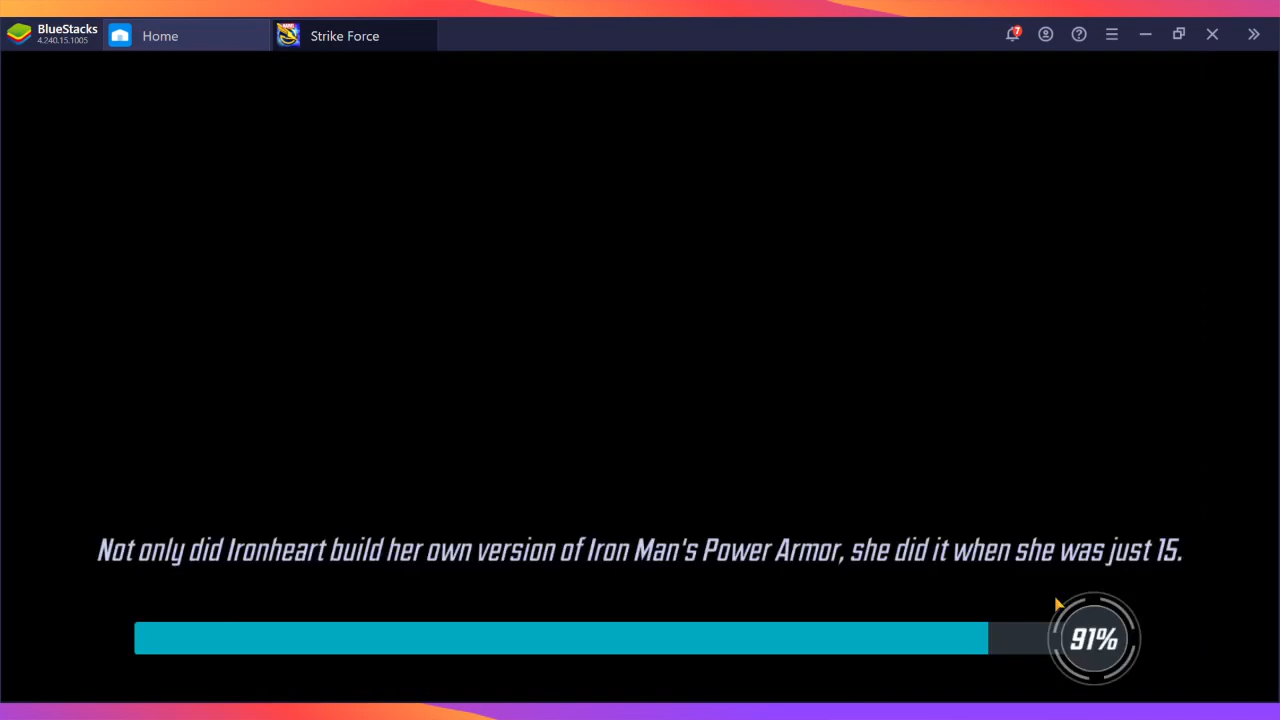 BlueStacks
4.240.15.1005
Home
Strike Force
7
Not only did Ironheart build her own version of Iron Man's Power Armor, she did it when she was just 15.
91%